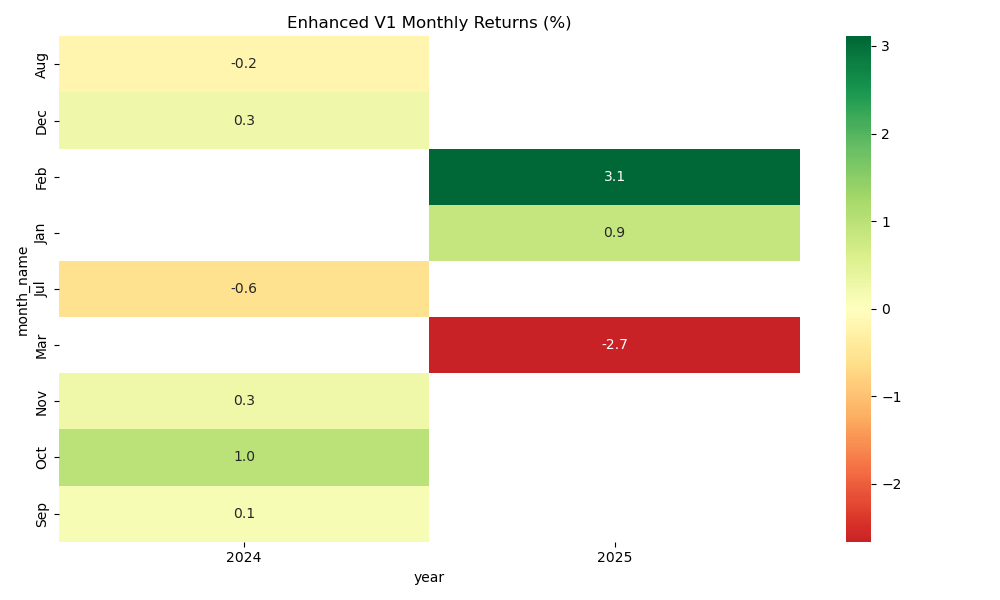 Enhanced V1 Monthly Returns (%)
month_name
Aug -0.2
Dec 0.3
Feb 3.1
Jan 0.9
Jul -0.6
Mar -2.7
Nov 0.3
Oct 1.0
Sep 0.1
2024 2025
year
3
2
1
0
−1
−2